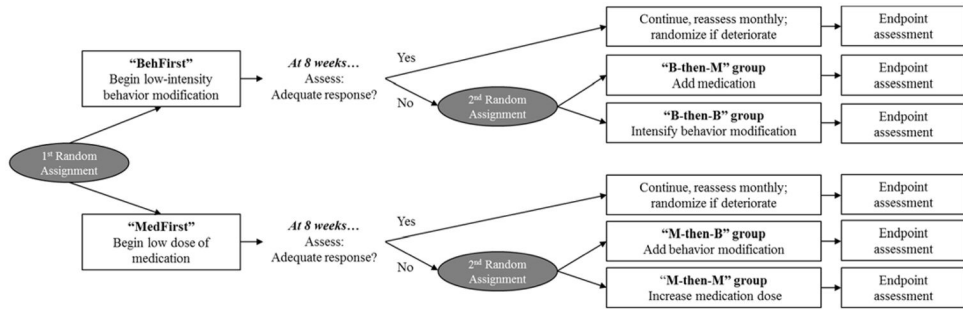 1st Random
Assignment
“BehFirst”
Begin low-intensity
behavior modification
At 8 weeks…
Assess:
Adequate response?
Yes
No
Continue, reassess monthly;
randomize if deteriorate
Endpoint
assessment
2nd Random
Assignment
“B-then-M” group
Add medication
Endpoint
assessment
“B-then-B” group
Intensify behavior modification
Endpoint
assessment
“MedFirst”
Begin low dose of
medication
At 8 weeks…
Assess:
Adequate response?
Yes
No
Continue, reassess monthly;
randomize if deteriorate
Endpoint
assessment
2nd Random
Assignment
“M-then-B” group
Add behavior modification
Endpoint
assessment
“M-then-M” group
Increase medication dose
Endpoint
assessment